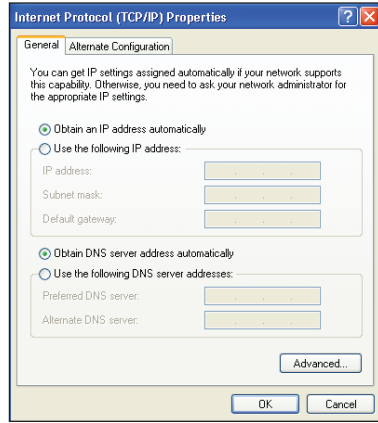 Internet Protocol (TCP/IP) Properties
General
Alternate Configuration
You can get IP settings assigned automatically if your network supports
this capability. Otherwise, you need to ask your network administrator for
the appropriate IP settings.
Obtain an IP address automatically
Use the following IP address:
IP address:
Subnet mask:
Default gateway:
Obtain DNS server address automatically
Use the following DNS server addresses:
Preferred DNS server:
Alternate DNS server:
Advanced...
OK
Cancel